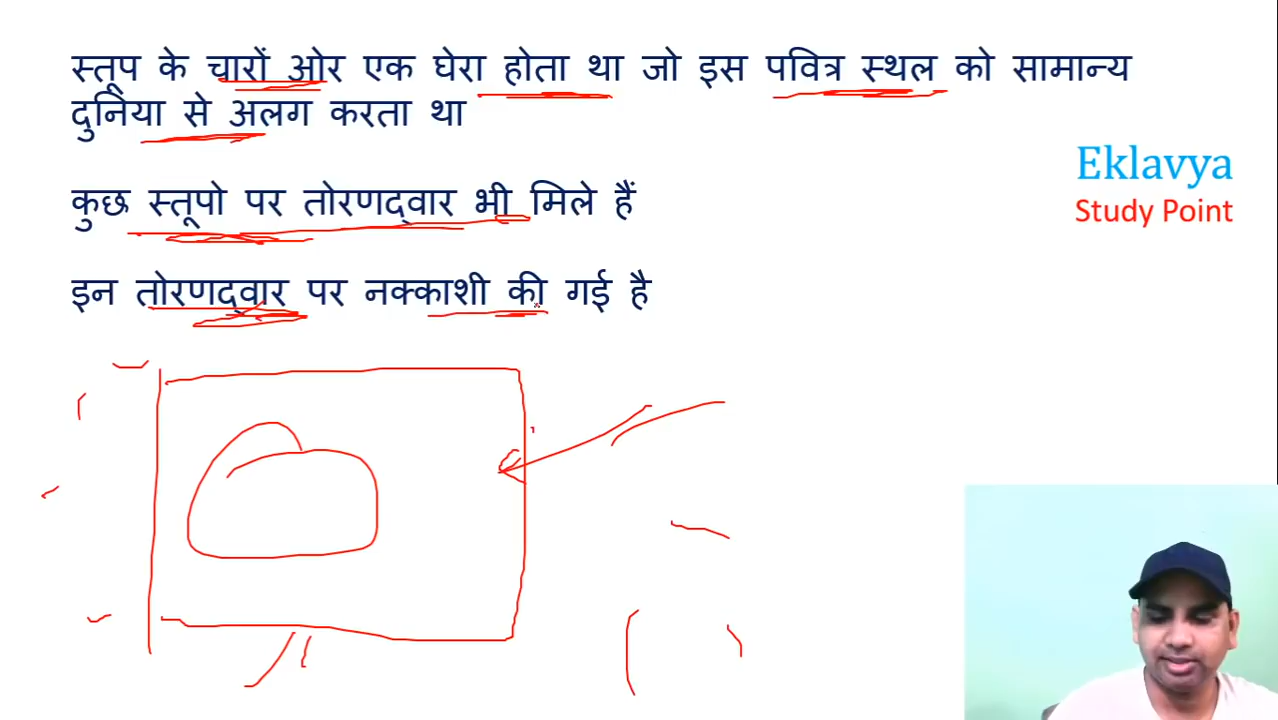 स्तूप के चारों ओर एक घेरा होता था जो इस पवित्र स्थल को सामान्य
दुनिया से अलग करता था
कुछ स्तूपो पर तोरणद्वार भी मिले हैं
इन तोरणद्वार पर नक्काशी की गई है
Eklavya
Study Point